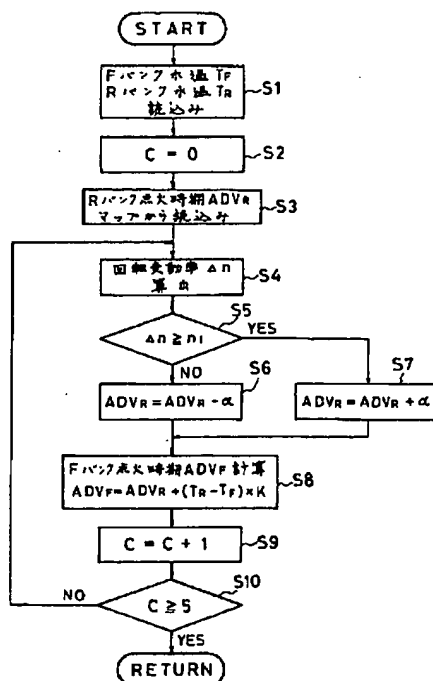 START
Fバンク水温TF
Rバンク水温TR
読込み
S1
C = 0
S2
Rバンク点火時期ADVR
マップから読込み
S3
回転変動率 Δn
算出
S4
Δn ≧ n1
S5
YES
NO
S6
ADVR = ADVR - α
S7
ADVR = ADVR + α
Fバンク点火時期ADVF計算
ADVF = ADVR + (TR - TF) × K
S8
C = C + 1
S9
NO
C ≧ 5
S10
YES
RETURN